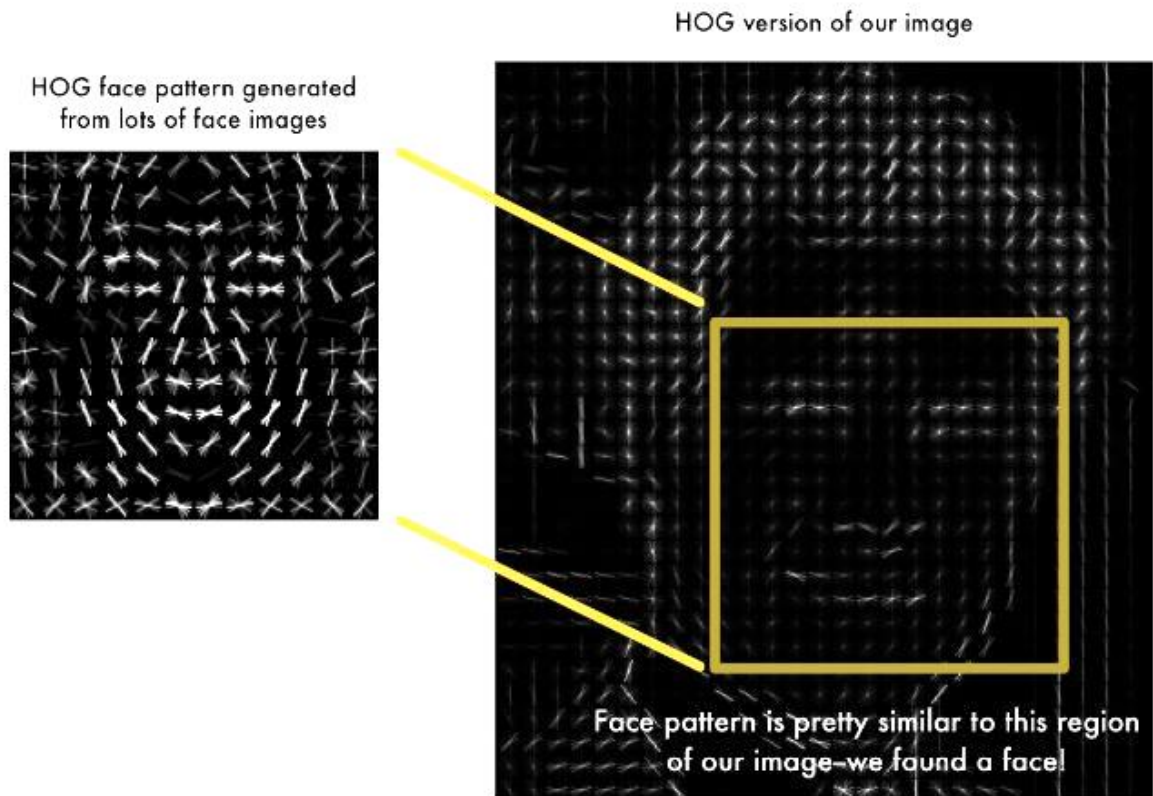 HOG version of our image
HOG face pattern generated
from lots of face images
Face pattern is pretty similar to this region
of our image–we found a face!